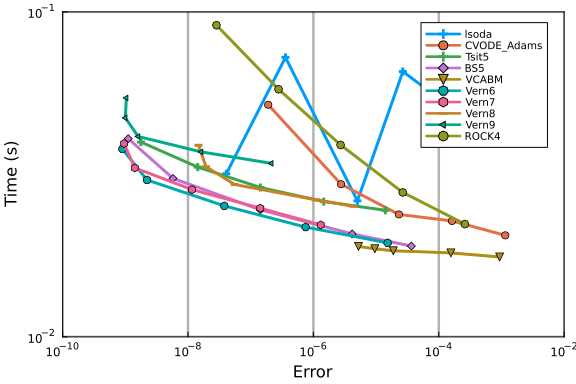 10⁻¹
lsoda
CVODE_Adams
Tsit5
BS5
VCABM
Vern6
Vern7
Vern8
Vern9
ROCK4
Time (s)
10⁻²
10⁻¹⁰
10⁻⁸
10⁻⁶
10⁻⁴
10⁻²
Error